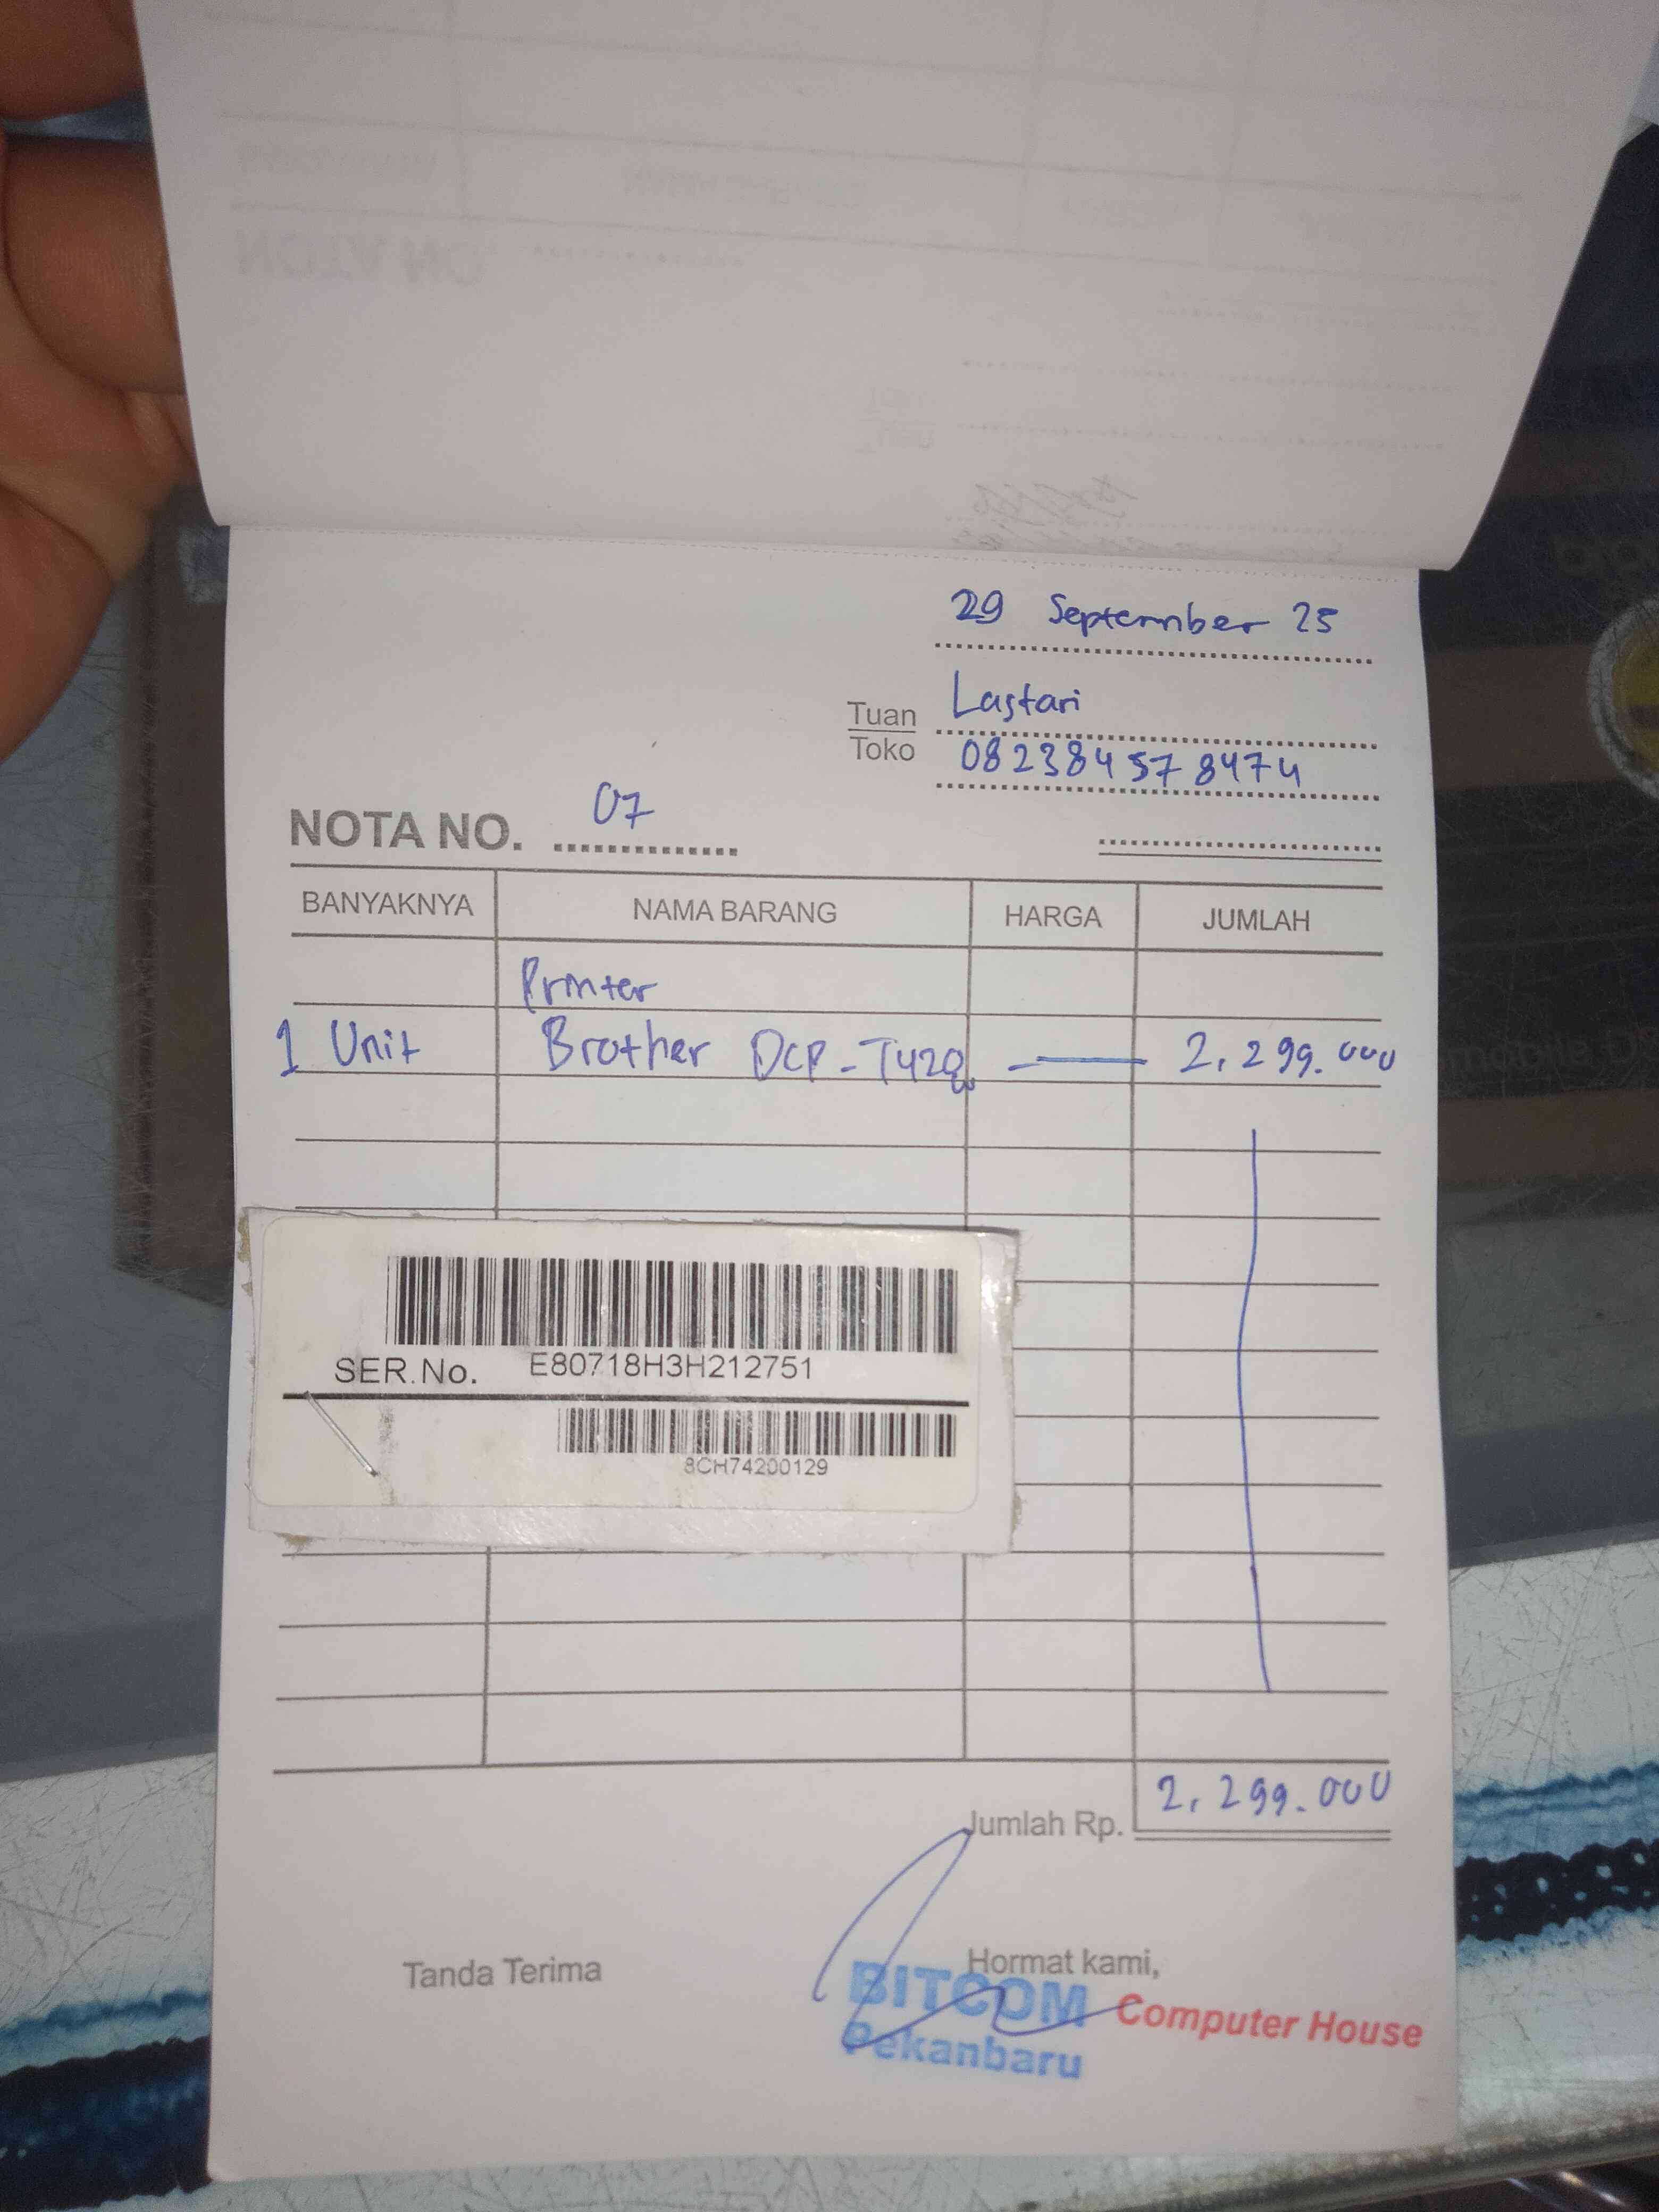 29 September 25
Tuan Lastari
Toko 082384578474
NOTA NO. 07
BANYAKNYA NAMA BARANG HARGA JUMLAH
Printer
1 Unit Brother DCP-T428 2.299.000
SER.No. E80718H3H212751
8CH74200129
Jumlah Rp. 2.299.000
Tanda Terima Hormat kami,
BITCOM Computer House
Pekanbaru